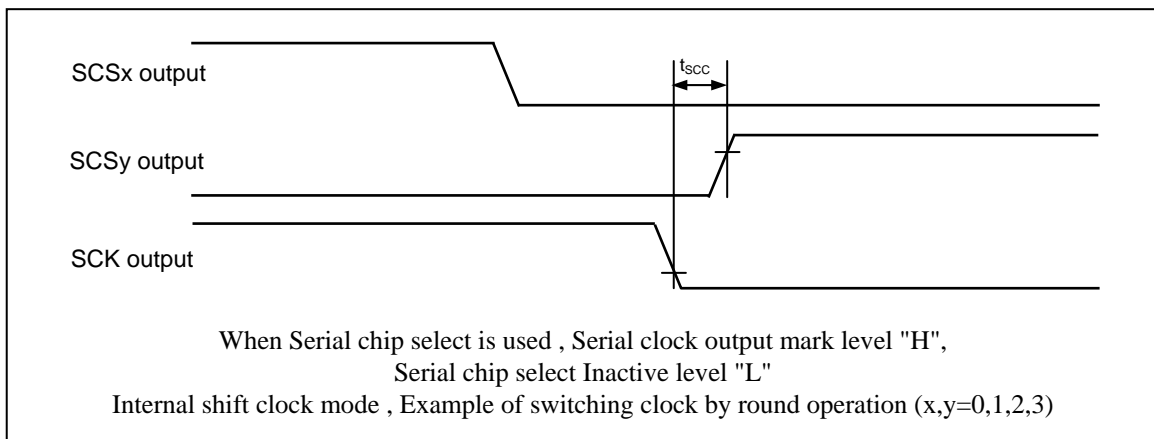 SCSx output
tSCC
SCSy output
SCK output
When Serial chip select is used , Serial clock output mark level "H",
Serial chip select Inactive level "L"
Internal shift clock mode , Example of switching clock by round operation (x,y=0,1,2,3)